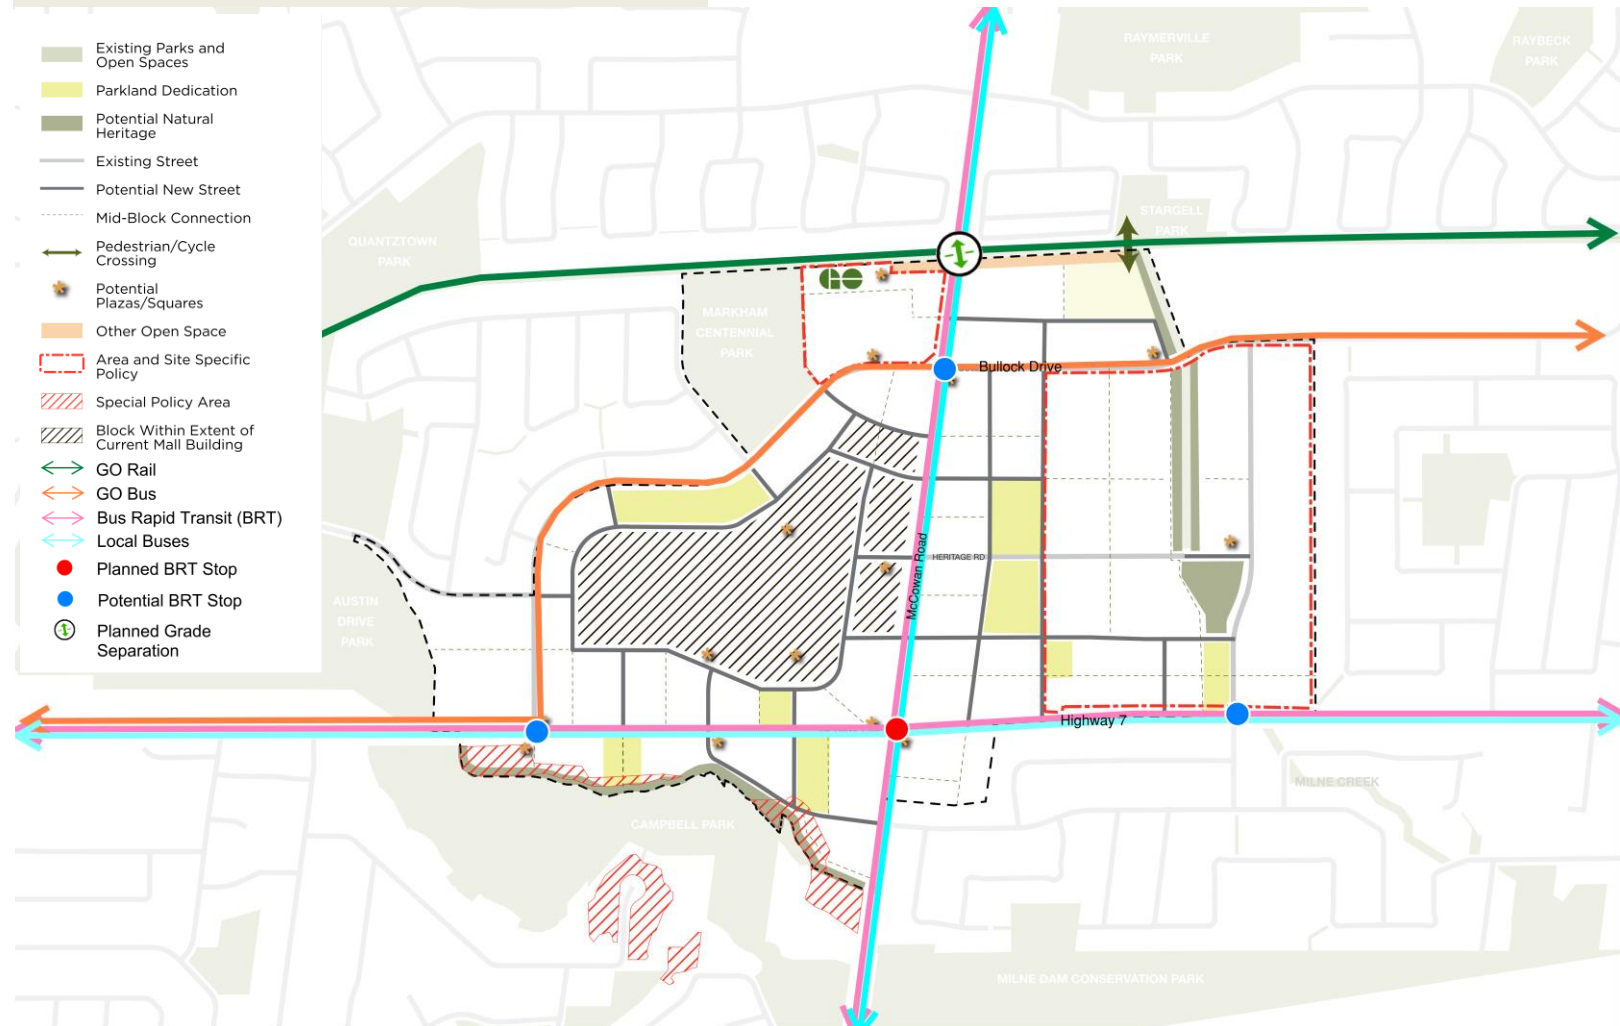 Existing Parks and
Open Spaces
Parkland Dedication
Potential Natural
Heritage
Existing Street
Potential New Street
Mid-Block Connection
Pedestrian/Cycle
Crossing
Potential
Plazas/Squares
Other Open Space
Area and Site Specific
Policy
Special Policy Area
Block Within Extent of
Current Mall Building
GO Rail
GO Bus
Bus Rapid Transit (BRT)
Local Buses
Planned BRT Stop
Potential BRT Stop
Planned Grade
Separation
RAYMERVILLE
PARK
RAYBECK
PARK
STARGELL
PARK
QUANTZTOWN
PARK
GO
MARKHAM
CENTENNIAL
PARK
Bullock Drive
HERITAGE RD
McCowan Road
AUSTIN
DRIVE
PARK
Highway 7
MILNE CREEK
CAMPBELL PARK
MILNE DAM CONSERVATION PARK